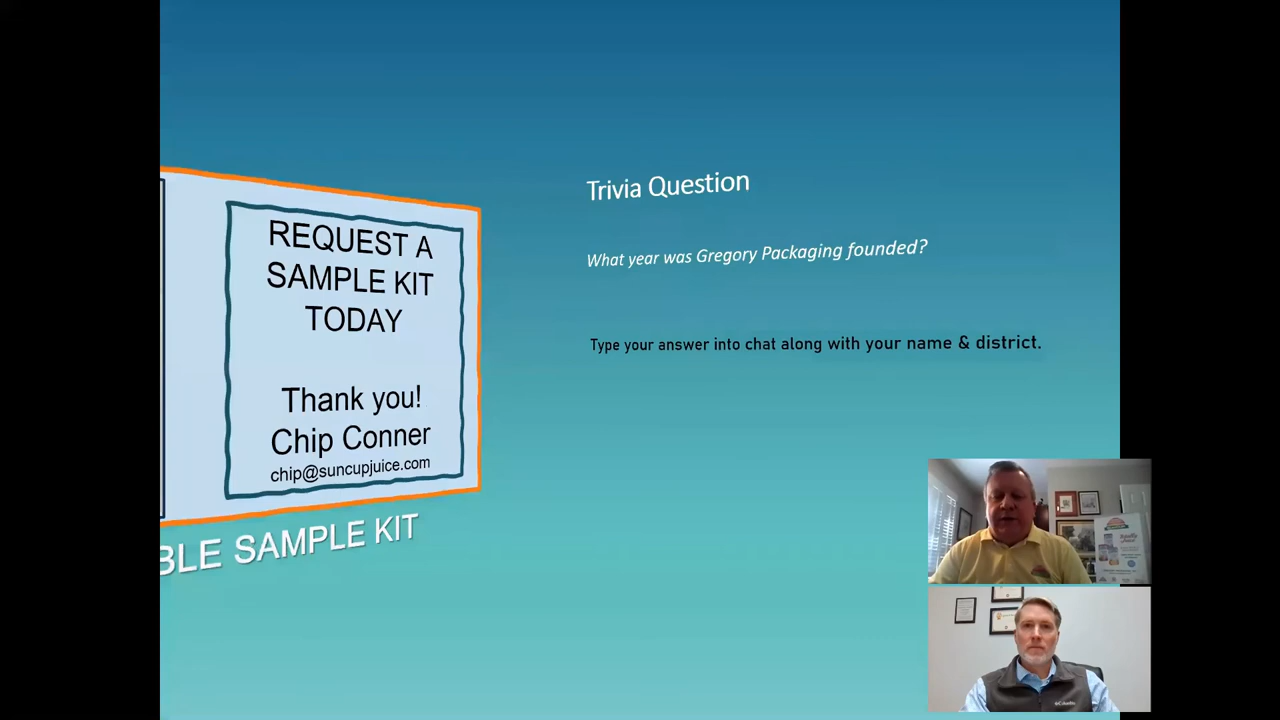 REQUEST A
SAMPLE KIT
TODAY
Thank you!
Chip Conner
chip@suncupjuice.com
SAMPLE KIT
Trivia Question
What year was Gregory Packaging founded?
Type your answer into chat along with your name & district.
Columbia